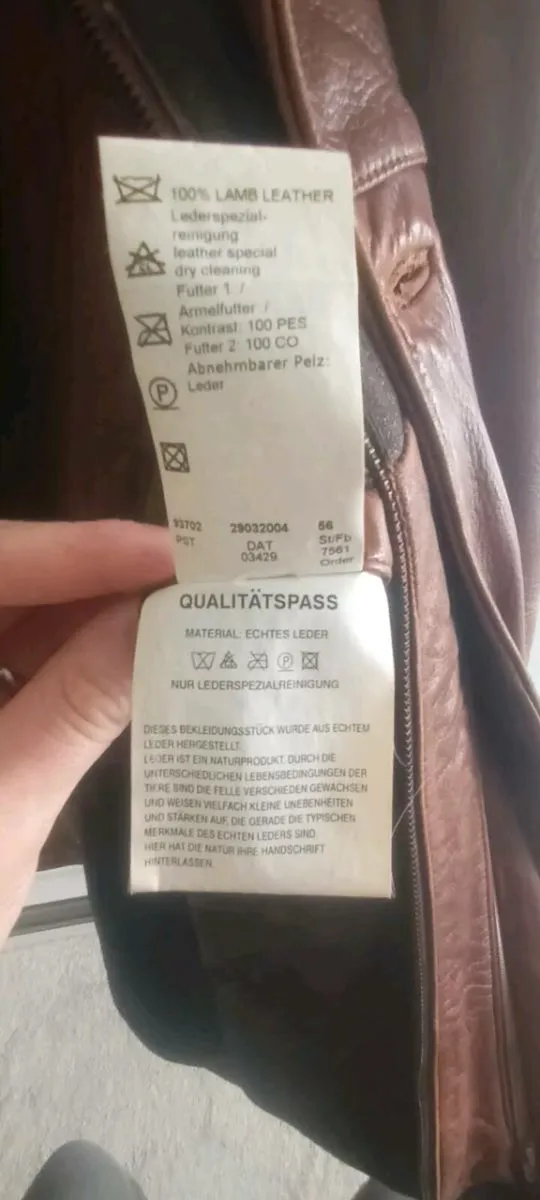 100% LAMB LEATHER
Lederspezial-
reinigung
leather special
dry cleaning
Futter 1 /
Armelfutter /
Kontrast: 100 PES
Futter 2: 100 CO
Abnehmbarer Pelz:
Leder
P
93702 29032004 56
PST DAT St/Fb
03429 7561
Order
QUALITÄTSPASS
MATERIAL: ECHTES LEDER
P
NUR LEDERSPEZIALREINIGUNG
DIESES BEKLEIDUNGSSTÜCK WURDE AUS ECHTEM
LEDER HERGESTELLT.
LEDER IST EIN NATURPRODUKT. DURCH DIE
UNTERSCHIEDLICHEN LEBENSBEDINGUNGEN DER
TIERE SIND DIE FELLE VERSCHIEDEN GEWACHSEN
UND WEISEN VIELFACH KLEINE UNEBENHEITEN
UND STÄRKEN AUF, DIE GERADE DIE TYPISCHEN
MERKMALE DES ECHTEN LEDERS SIND.
HIER HAT DIE NATUR IHRE HANDSCHRIFT
HINTERLASSEN.